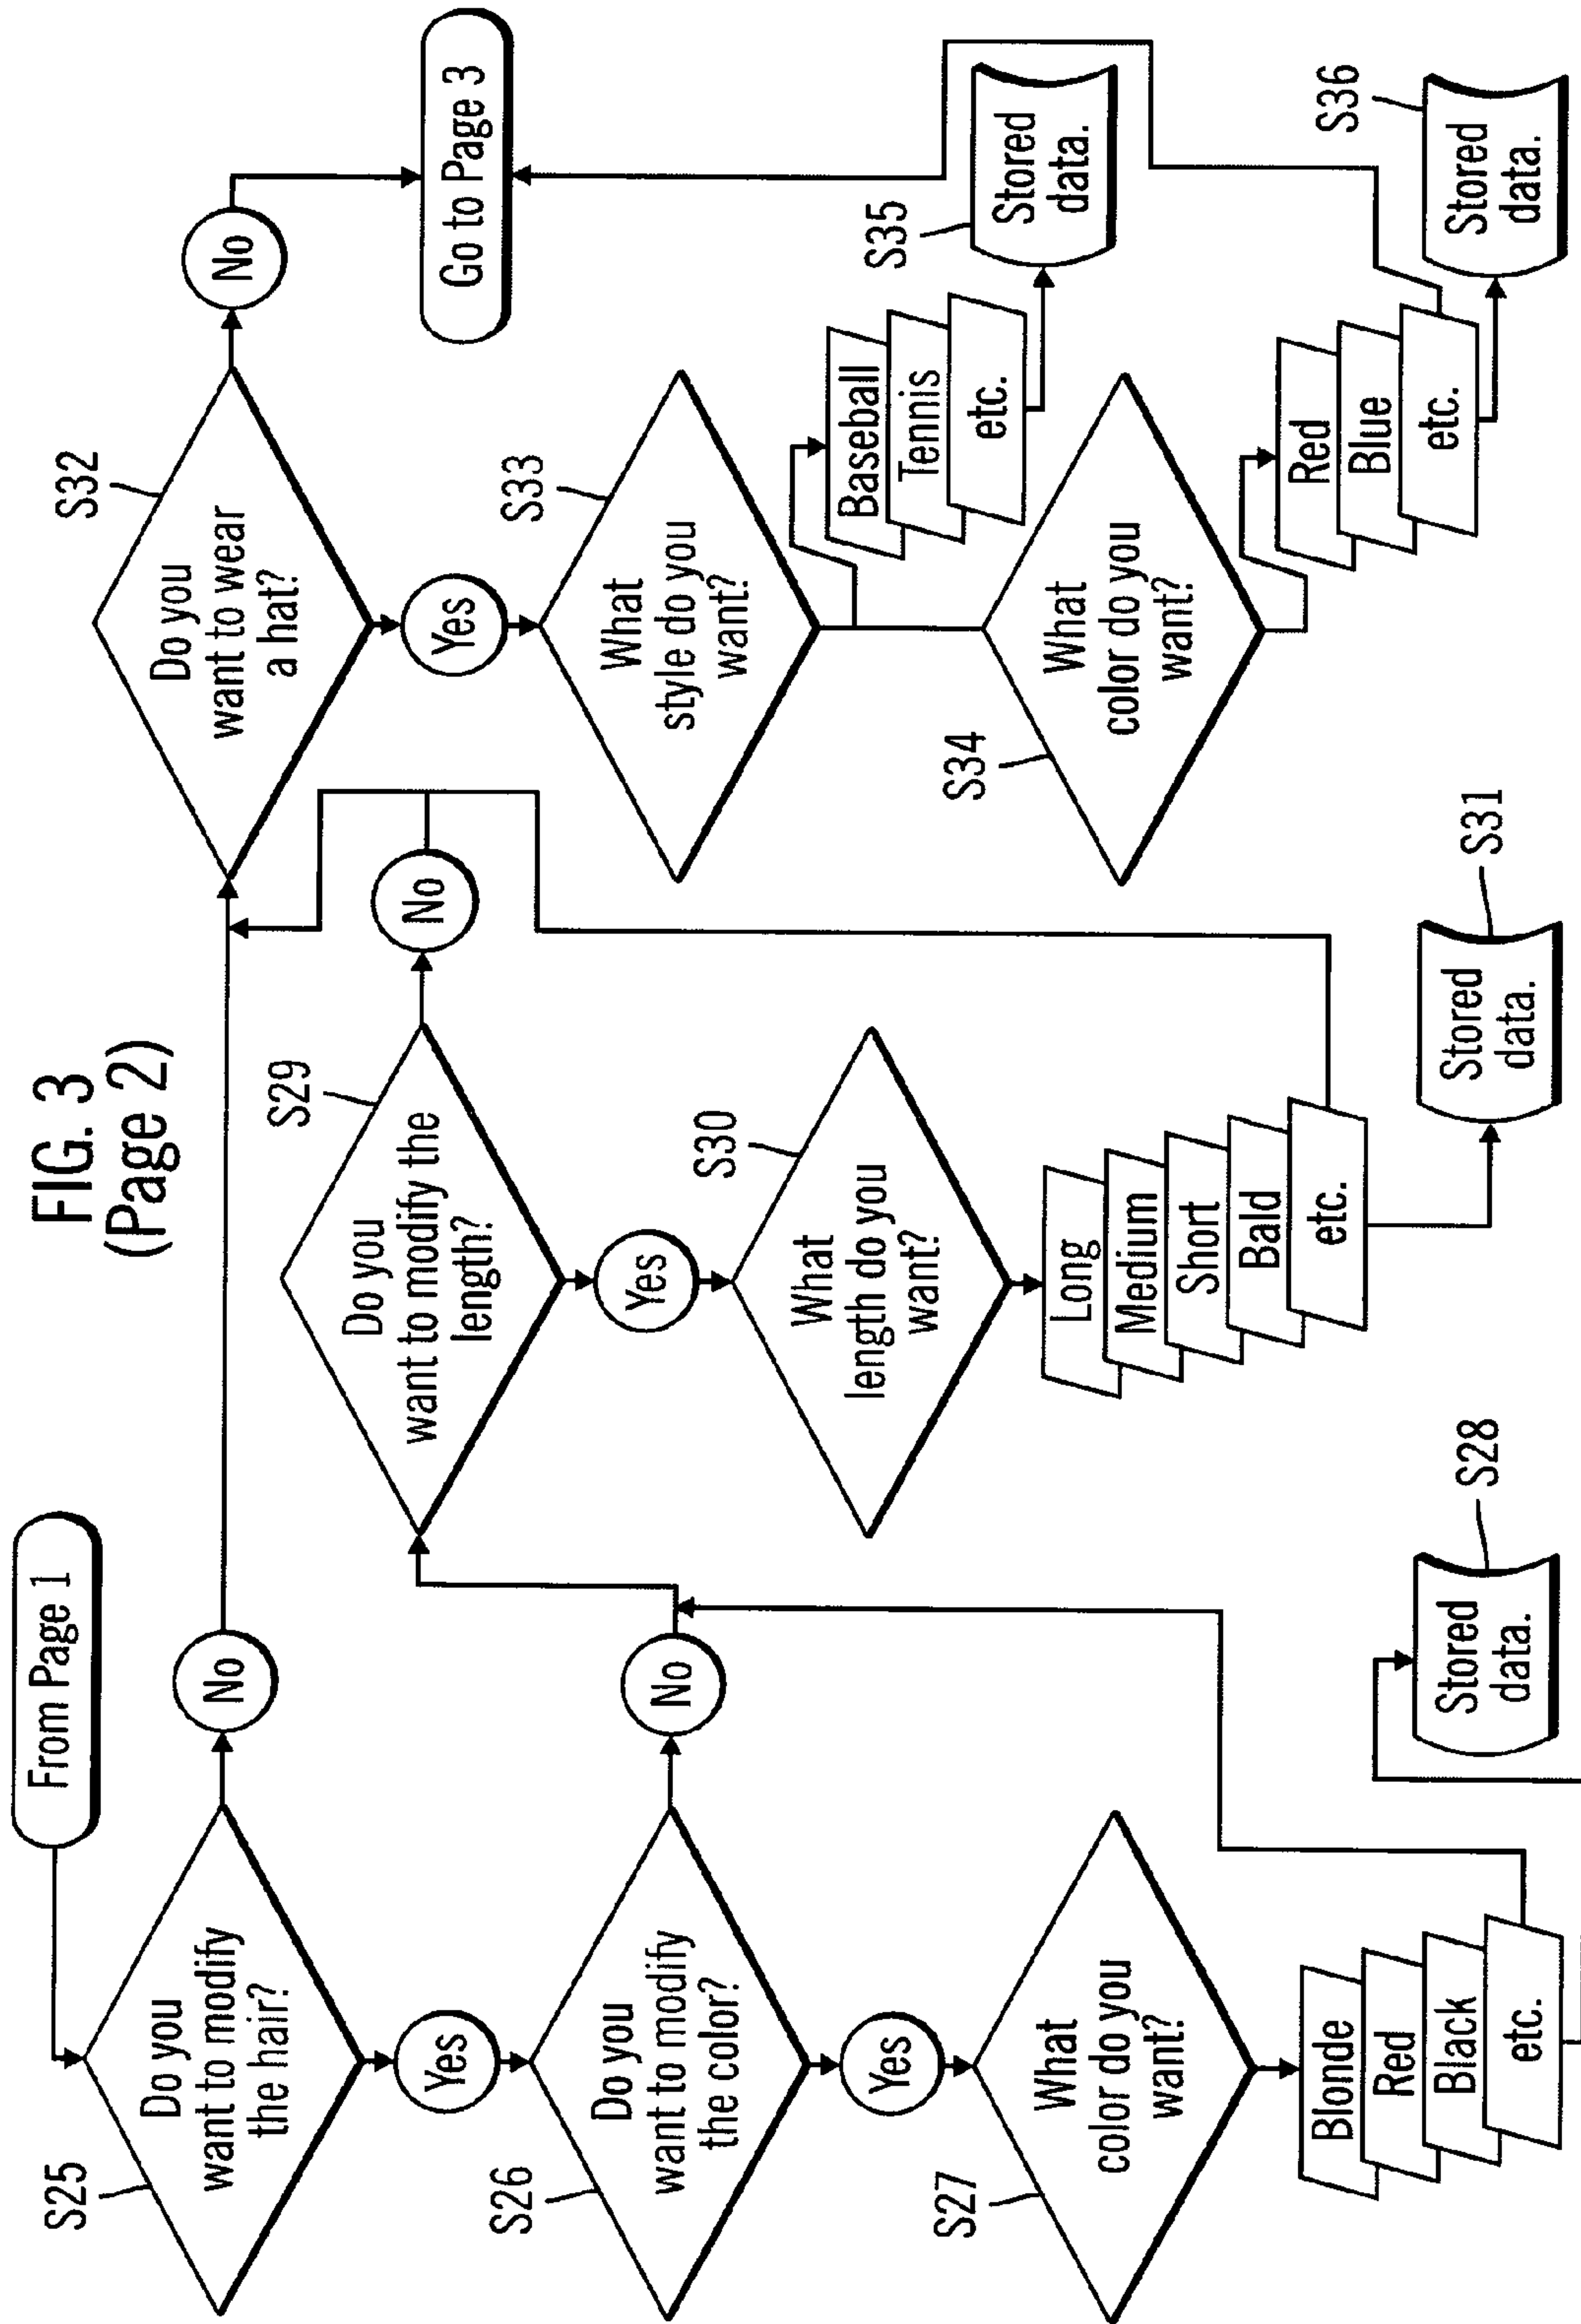 FIG. 3
(Page 2)
From Page 1
S25
Do you
want to modify
the hair?
No
Yes
S26
Do you
want to modify
the color?
No
Yes
S27
What
color do you
want?
Blonde
Red
Black
etc.
Stored
data.
S28
S29
Do you
want to modify the
length?
No
Yes
S30
What
length do you
want?
Long
Medium
Short
Bald
etc.
Stored
data.
S31
S32
Do you
want to wear
a hat?
No
Go to Page 3
Yes
S33
What
style do you
want?
Baseball
Tennis
etc.
S35
Stored
data.
S34
What
color do you
want?
Red
Blue
etc.
S36
Stored
data.